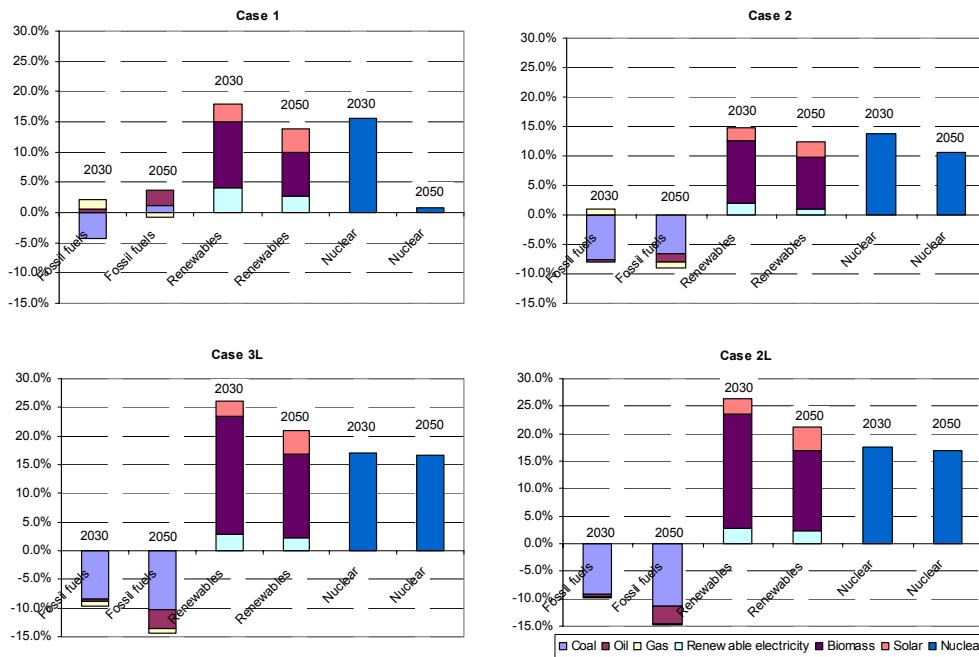 Case 1
30.0%
25.0%
20.0%
15.0%
10.0%
5.0%
0.0%
-5.0%
-10.0%
-15.0%
2030
2050
2030
2050
2030
2050
Fossil fuels
Fossil fuels
Renewables
Renewables
Nuclear
Nuclear
Case 2
30.0%
25.0%
20.0%
15.0%
10.0%
5.0%
0.0%
-5.0%
-10.0%
-15.0%
2030
2050
2030
2050
2030
2050
Fossil fuels
Fossil fuels
Renewables
Renewables
Nuclear
Nuclear
Case 3L
30.0%
25.0%
20.0%
15.0%
10.0%
5.0%
0.0%
-5.0%
-10.0%
-15.0%
2030
2050
2030
2050
2030
2050
Fossil fuels
Fossil fuels
Renewables
Renewables
Nuclear
Nuclear
Case 2L
30.0%
25.0%
20.0%
15.0%
10.0%
5.0%
0.0%
-5.0%
-10.0%
-15.0%
2030
2050
2030
2050
2030
2050
Fossil fuels
Fossil fuels
Renewables
Renewables
Nuclear
Nuclear
Coal Oil Gas Renewable electricity Biomass Solar Nuclear